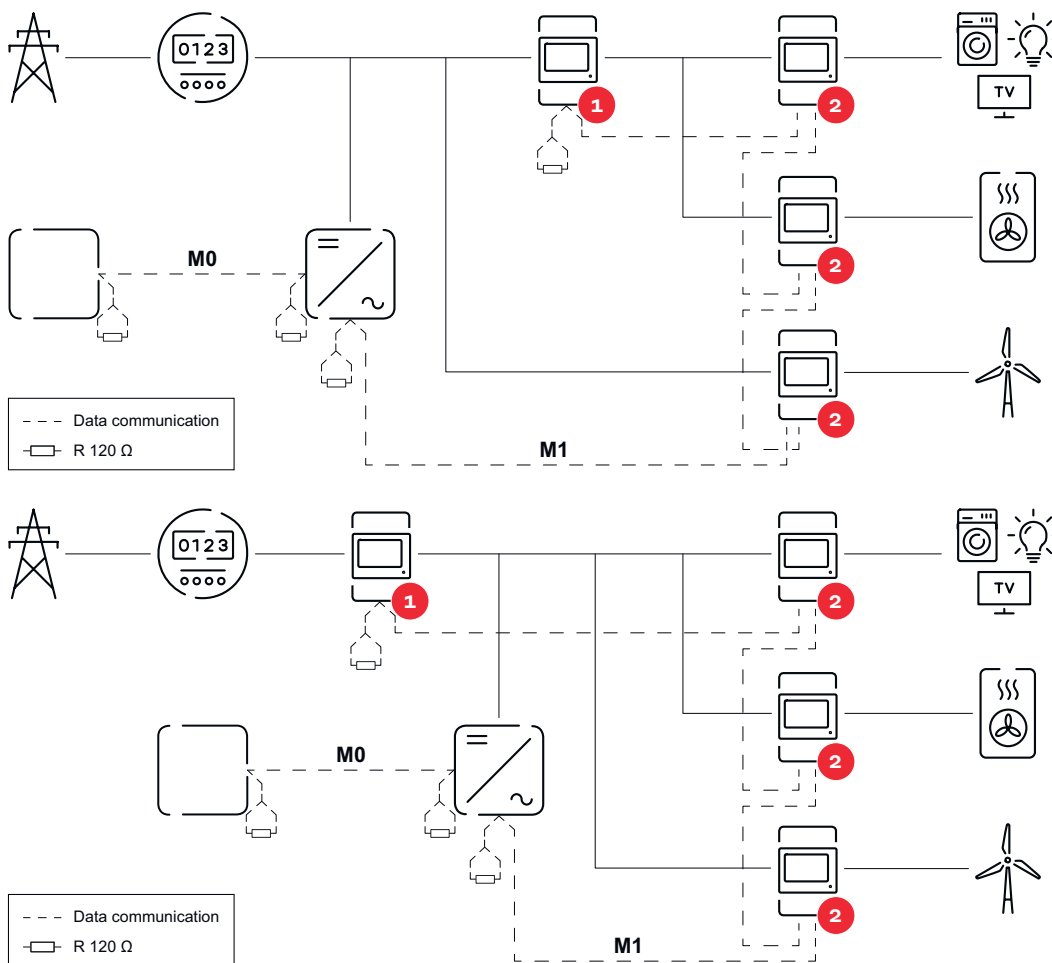 0123
1
2
TV
M0
2
2
Data communication
R 120 Ω
M1
0123
1
2
TV
M0
2
2
Data communication
R 120 Ω
M1